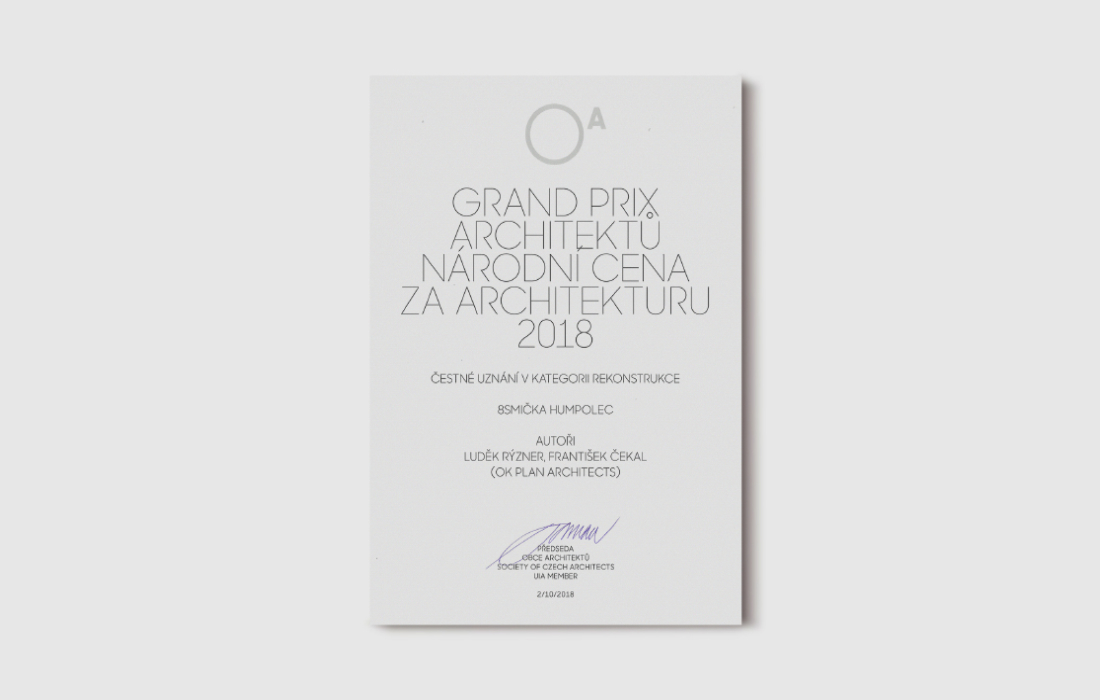 OA
GRAND PRIX
ARCHITEKTŮ
NÁRODNÍ CENA
ZA ARCHITEKTURU
2018
ČESTNÉ UZNÁNÍ V KATEGORII REKONSTRUKCE
8SMIČKA HUMPOLEC
AUTOŘI
LUDĚK RÝZNER, FRANTIŠEK ČEKAL
(OK PLAN ARCHITECTS)
PŘEDSEDA
OBCE ARCHITEKTŮ
SOCIETY OF CZECH ARCHITECTS
UIA MEMBER
2/10/2018